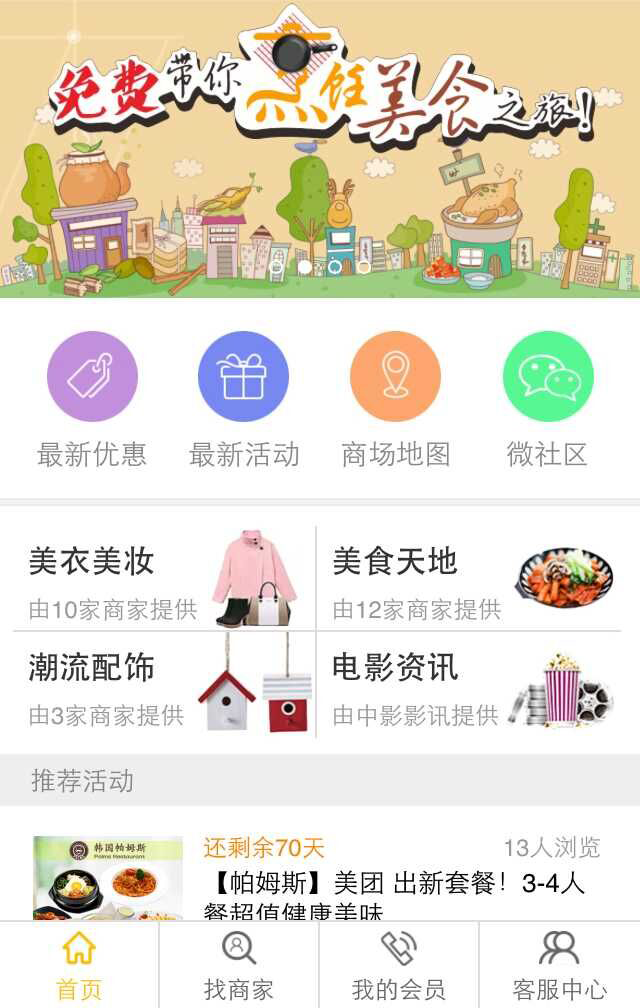 免费带你烹饪美食之旅!
最新优惠
最新活动
商场地图
微社区
美衣美妆
由10家商家提供
美食天地
由12家商家提供
潮流配饰
由3家商家提供
电影资讯
由中影影讯提供
推荐活动
韩国帕姆斯
Palms Restaurant
还剩余70天
13人浏览
【帕姆斯】美团 出新套餐！3-4人
餐超值健康美味
首页
找商家
我的会员
客服中心